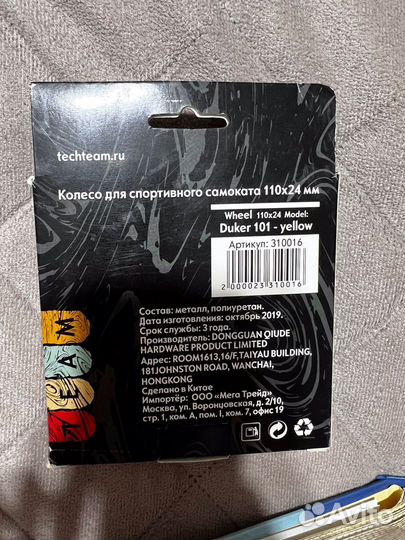 techteam.ru
Колесо для спортивного самоката 110x24 мм
Wheel 110x24 Model:
Duker 101 - yellow
Артикул: 310016
2 000023 310016
Состав: металл, полиуретан.
Дата изготовления: октябрь 2019.
Срок службы: 3 года.
Производитель: DONGGUAN QIUDE
HARDWARE PRODUCT LIMITED
Адрес: ROOM1613,16/F,TAIYAU BUILDING,
181JOHNSTON ROAD, WANCHAI,
HONGKONG
Сделано в Китае
Импортёр: ООО «Мега Трейд»
Москва, ул. Воронцовская, д. 2/10,
стр. 1, ком. А, пом. I, ком. 7, офис 19
TEAM
Avito